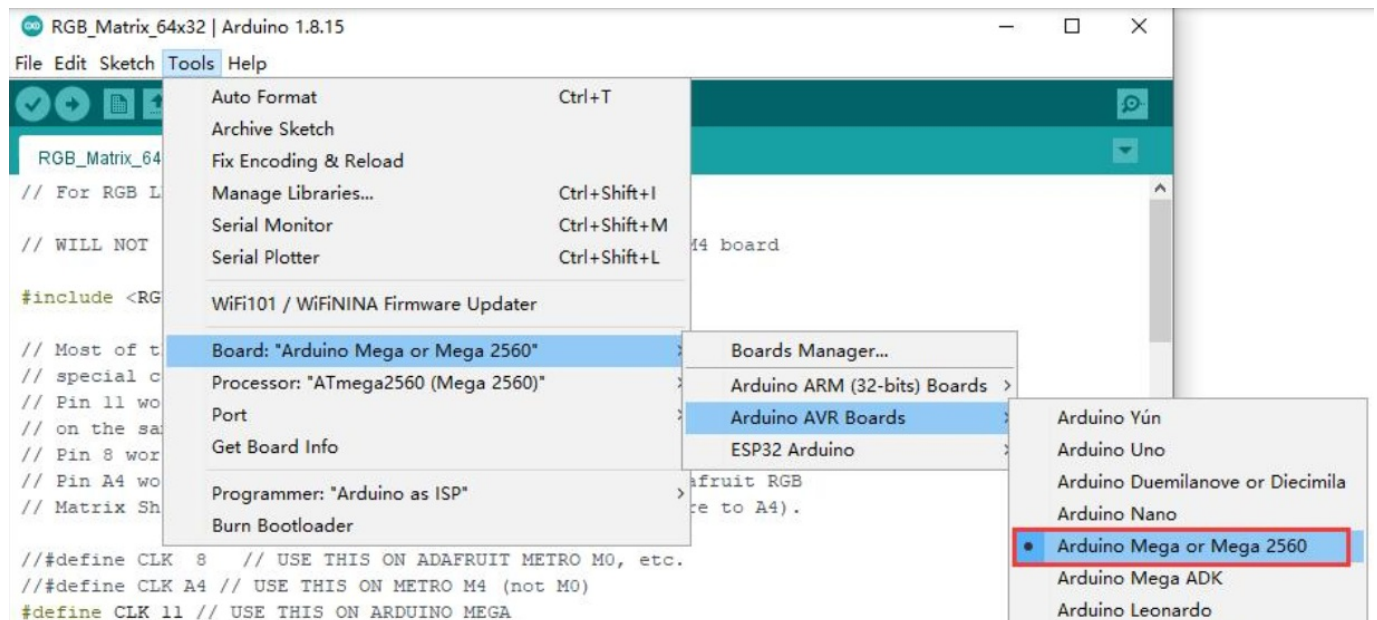 RGB_Matrix_64x32 | Arduino 1.8.15
File Edit Sketch Tools Help
RGB_Matrix_64
Auto Format Ctrl+T
Archive Sketch
Fix Encoding & Reload
Manage Libraries... Ctrl+Shift+I
Serial Monitor Ctrl+Shift+M
Serial Plotter Ctrl+Shift+L
WiFi101 / WiFiNINA Firmware Updater
Board: "Arduino Mega or Mega 2560"
Processor: "ATmega2560 (Mega 2560)"
Port
Get Board Info
Programmer: "Arduino as ISP"
Burn Bootloader
Boards Manager...
Arduino ARM (32-bits) Boards
Arduino AVR Boards
ESP32 Arduino
Arduino Yún
Arduino Uno
Arduino Duemilanove or Diecimila
Arduino Nano
Arduino Mega or Mega 2560
Arduino Mega ADK
Arduino Leonardo
// For RGB L
// WILL NOT M4 board
#include <RG
// Most of t
// special c
// Pin 11 wo
// on the sa
// Pin 8 wor
// Pin A4 wo afruit RGB
// Matrix Sh re to A4).
//#define CLK 8 // USE THIS ON ADAFRUIT METRO M0, etc.
//#define CLK A4 // USE THIS ON METRO M4 (not M0)
#define CLK 11 // USE THIS ON ARDUINO MEGA